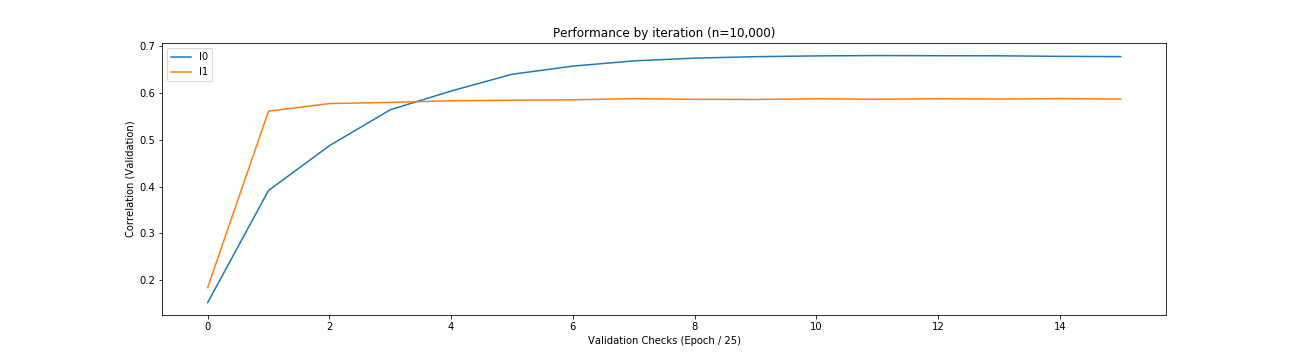 Performance by iteration (n=10,000)
I0
I1
Correlation (Validation)
0.7
0.6
0.5
0.4
0.3
0.2
0 2 4 6 8 10 12 14
Validation Checks (Epoch / 25)